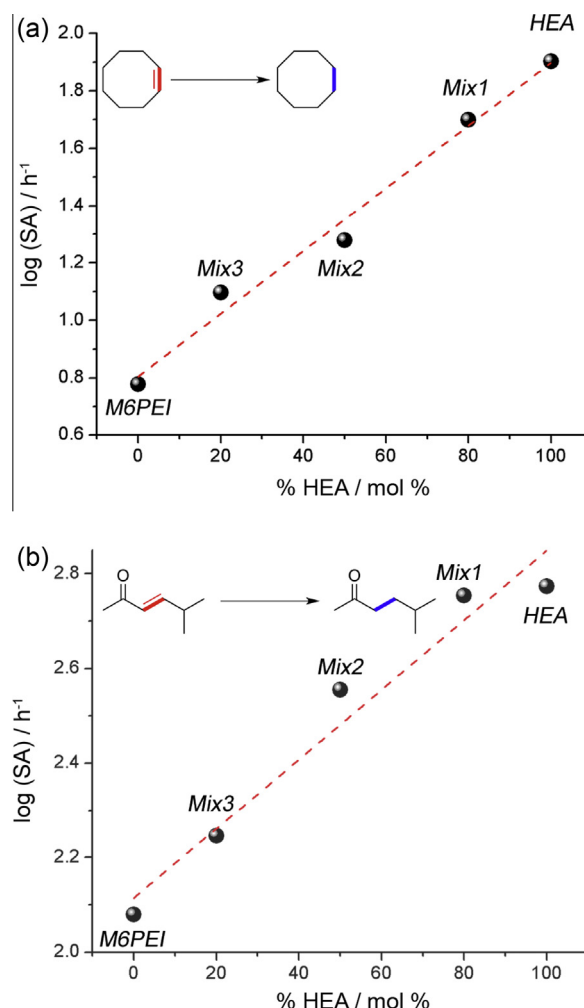 (a)
HEA
2.0
1.8
Mix1
1.6
1.4
log (SA) / h⁻¹
1.2
Mix3
Mix2
1.0
0.8
M6PEI
0.6
0 20 40 60 80 100
% HEA / mol %
(b)
O
O
2.8
Mix1
HEA
2.6
Mix2
log (SA) / h⁻¹
2.4
Mix3
2.2
M6PEI
2.0
0 20 40 60 80 100
% HEA / mol %